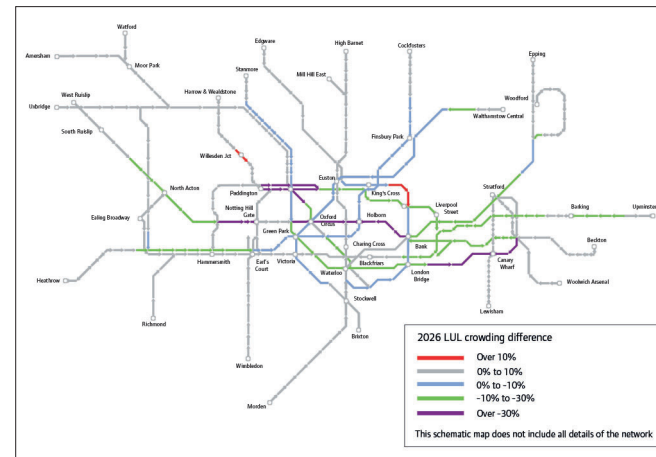 Watford
Edgware
High Barnet
Cockfosters
Amersham
Moor Park
Epping
Stanmore
Mill Hill East
West Ruislip
Harrow & Wealdstone
Woodford
Uxbridge
Walthamstow Central
South Ruislip
Finsbury Park
Willesden Jct
Euston
North Acton
Paddington
King's Cross
Stratford
Liverpool
Street
Notting Hill
Gate
Oxford
Circus
Holborn
Barking
Upminster
Ealing Broadway
Green Park
Charing Cross
Bank
Beckton
Hammersmith
Earl's
Court
Victoria
Blackfriars
Waterloo
London
Bridge
Canary
Wharf
Heathrow
Stockwell
Woolwich Arsenal
Richmond
Brixton
Lewisham
Wimbledon
Morden
2026 LUL crowding difference
Over 10%
0% to 10%
0% to -10%
-10% to -30%
Over -30%
This schematic map does not include all details of the network